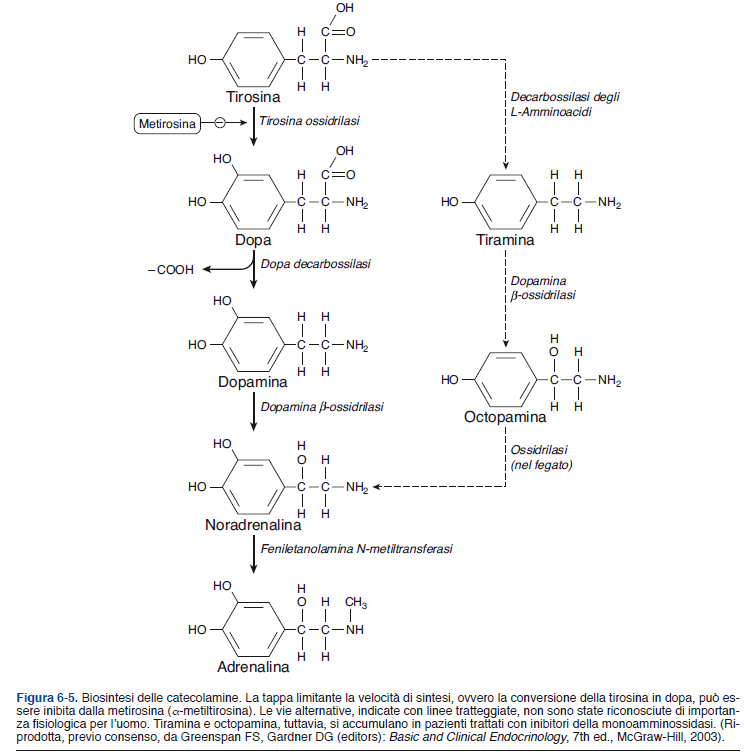 OH
H C=O
HO C–C–NH2
H H
Tirosina
Decarbossilasi degli
L-Amminoacidi
Metirosina – Tirosina ossidrilasi
OH
HO H C=O
HO C–C–NH2
H H
Dopa
H H
HO C–C–NH2
H H
Tiramina
–COOH Dopa decarbossilasi
Dopamina
β-ossidrilasi
HO H H
HO C–C–NH2
H H
Dopamina
H
O H
HO C–C–NH2
H H
Octopamina
Dopamina β-ossidrilasi
Ossidrilasi
(nel fegato)
H
HO O H
HO C–C–NH2
H H
Noradrenalina
Feniletanolamina N-metiltransferasi
H
HO O H CH3
HO C–C–NH
H H
Adrenalina
Figura 6-5. Biosintesi delle catecolamine. La tappa limitante la velocità di sintesi, ovvero la conversione della tirosina in dopa, può es-
sere inibita dalla metirosina (α-metiltirosina). Le vie alternative, indicate con linee tratteggiate, non sono state riconosciute di importan-
za fisiologica per l'uomo. Tiramina e octopamina, tuttavia, si accumulano in pazienti trattati con inibitori della monoamminossidasi. (Ri-
prodotta, previo consenso, da Greenspan FS, Gardner DG (editors): Basic and Clinical Endocrinology, 7th ed., McGraw-Hill, 2003).